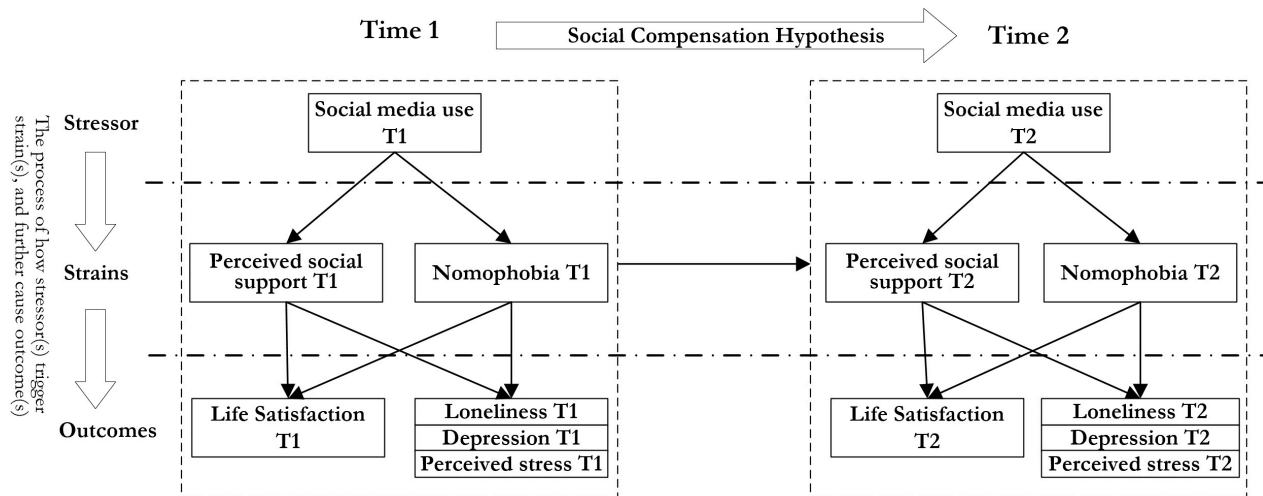 Time 1
Social Compensation Hypothesis
Time 2
The process of how stressor(s) trigger
strain(s), and further cause outcome(s)
Stressor
Strains
Outcomes
Social media use
T1
Perceived social
support T1
Nomophobia T1
Life Satisfaction
T1
Loneliness T1
Depression T1
Perceived stress T1
Social media use
T2
Perceived social
support T2
Nomophobia T2
Life Satisfaction
T2
Loneliness T2
Depression T2
Perceived stress T2